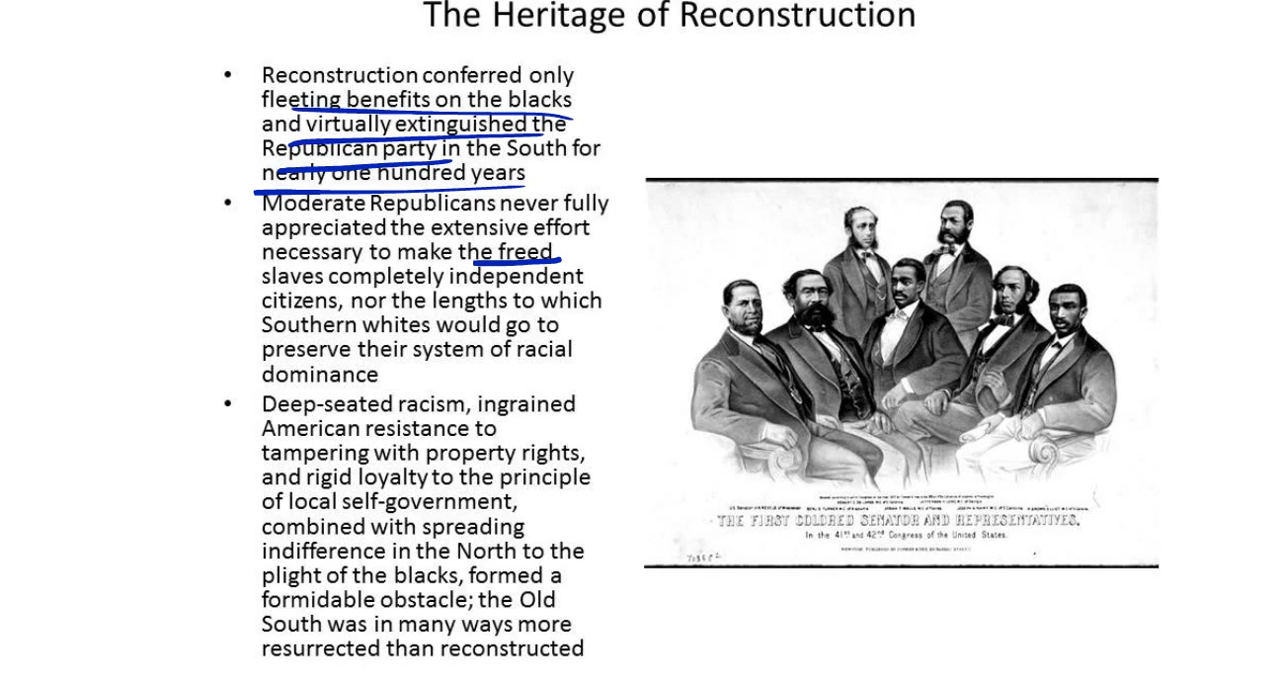 The Heritage of Reconstruction
• Reconstruction conferred only
fleeting benefits on the blacks
and virtually extinguished the
Republican party in the South for
nearly one hundred years
• Moderate Republicans never fully
appreciated the extensive effort
necessary to make the freed
slaves completely independent
citizens, nor the lengths to which
Southern whites would go to
preserve their system of racial
dominance
• Deep-seated racism, ingrained
American resistance to
tampering with property rights,
and rigid loyalty to the principle
of local self-government,
combined with spreading
indifference in the North to the
plight of the blacks, formed a
formidable obstacle; the Old
South was in many ways more
resurrected than reconstructed
THE FIRST COLORED SENATOR AND REPRESENTATIVES.
In the 41st and 42nd Congress of the United States.